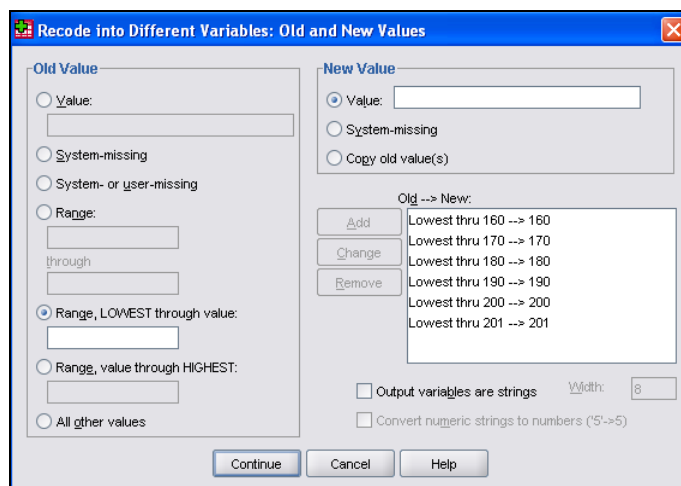 Recode into Different Variables: Old and New Values
Old Value
Value:
System-missing
System- or user-missing
Range:
through
Range, LOWEST through value:
Range, value through HIGHEST:
All other values
New Value
Value:
System-missing
Copy old value(s)
Old --> New:
Add
Change
Remove
Lowest thru 160 --> 160
Lowest thru 170 --> 170
Lowest thru 180 --> 180
Lowest thru 190 --> 190
Lowest thru 200 --> 200
Lowest thru 201 --> 201
Output variables are strings
Width:
8
Convert numeric strings to numbers ('5'->5)
Continue
Cancel
Help